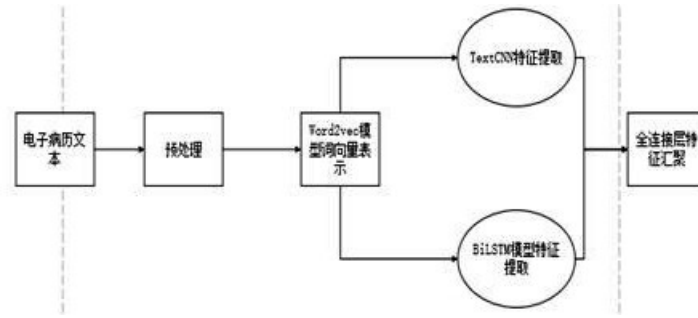 电子病历文
本
预处理
Word2vec模
型词向量表
示
TextCNN特征提取
BiLSTM模型特征
提取
全连接层特
征汇聚